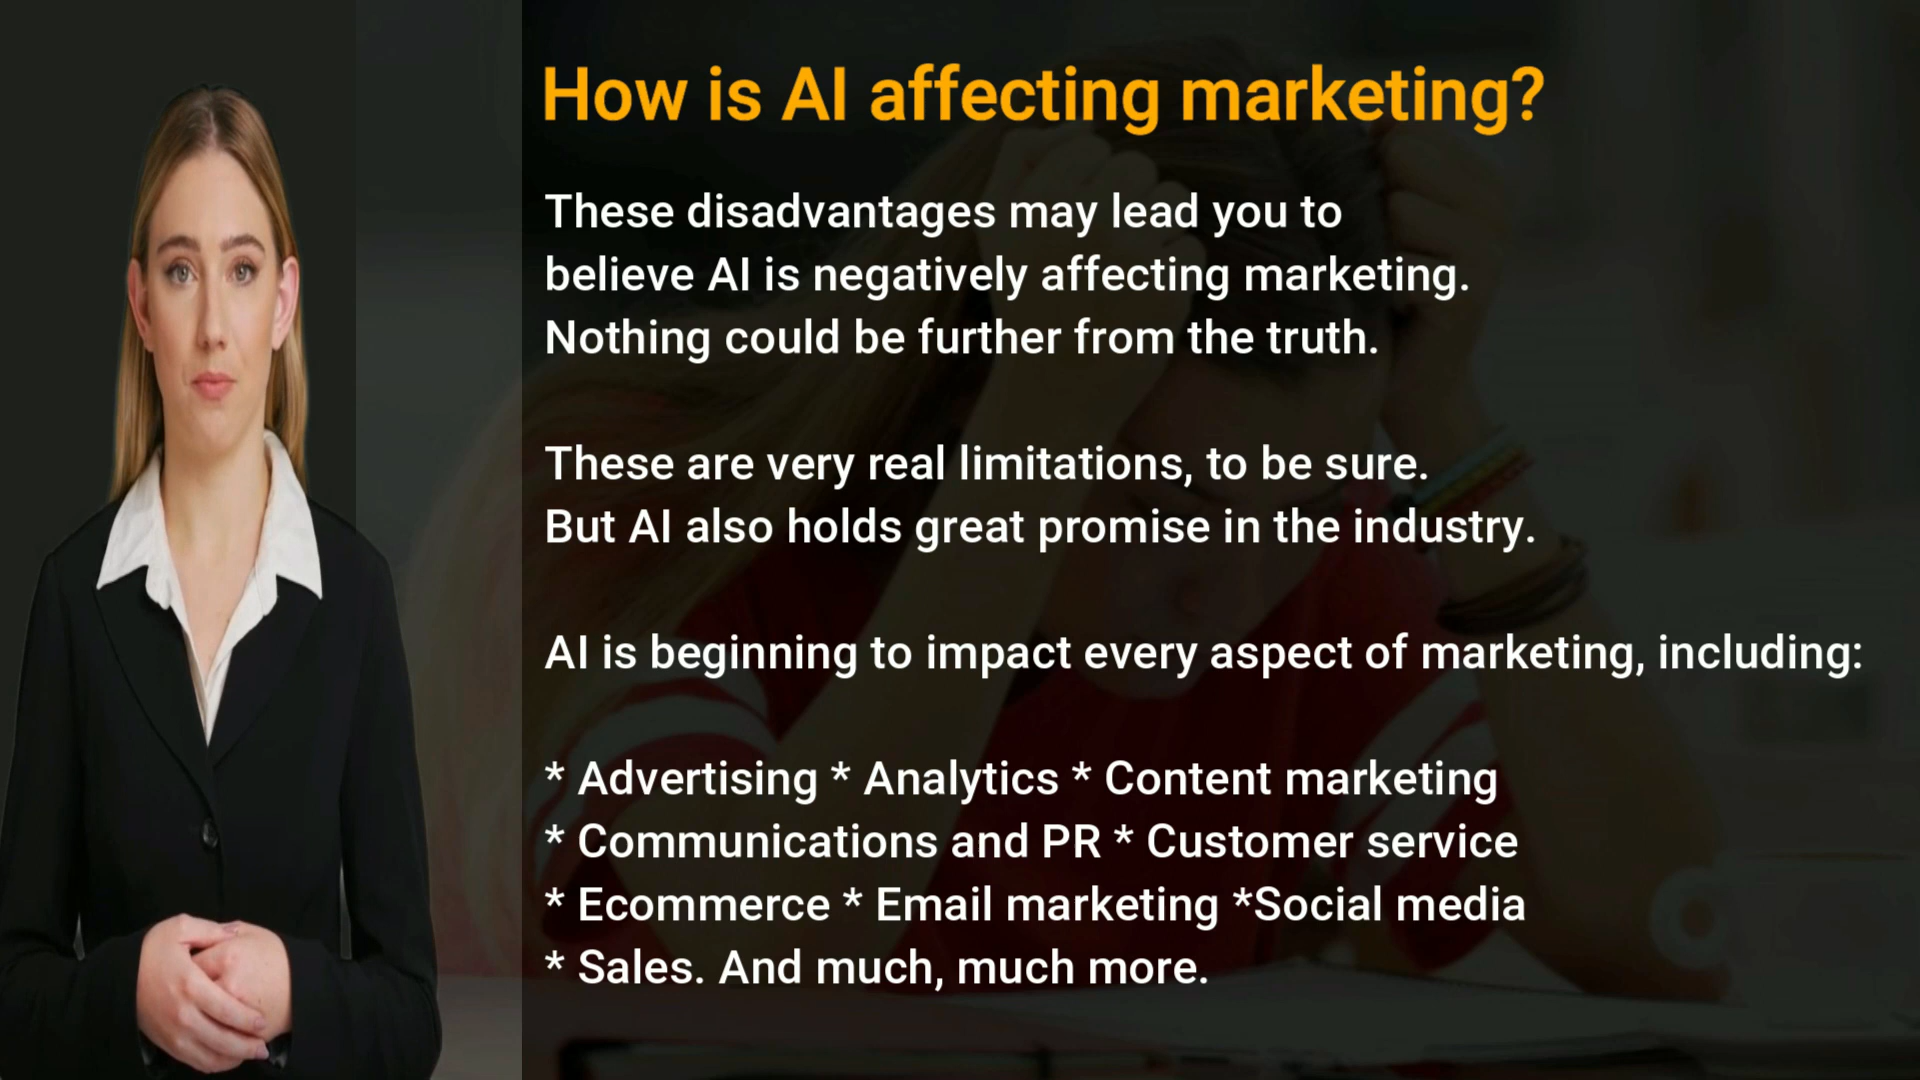 How is AI affecting marketing?
These disadvantages may lead you to
believe AI is negatively affecting marketing.
Nothing could be further from the truth.
These are very real limitations, to be sure.
But AI also holds great promise in the industry.
AI is beginning to impact every aspect of marketing, including:
* Advertising * Analytics * Content marketing
* Communications and PR * Customer service
* Ecommerce * Email marketing *Social media
* Sales. And much, much more.